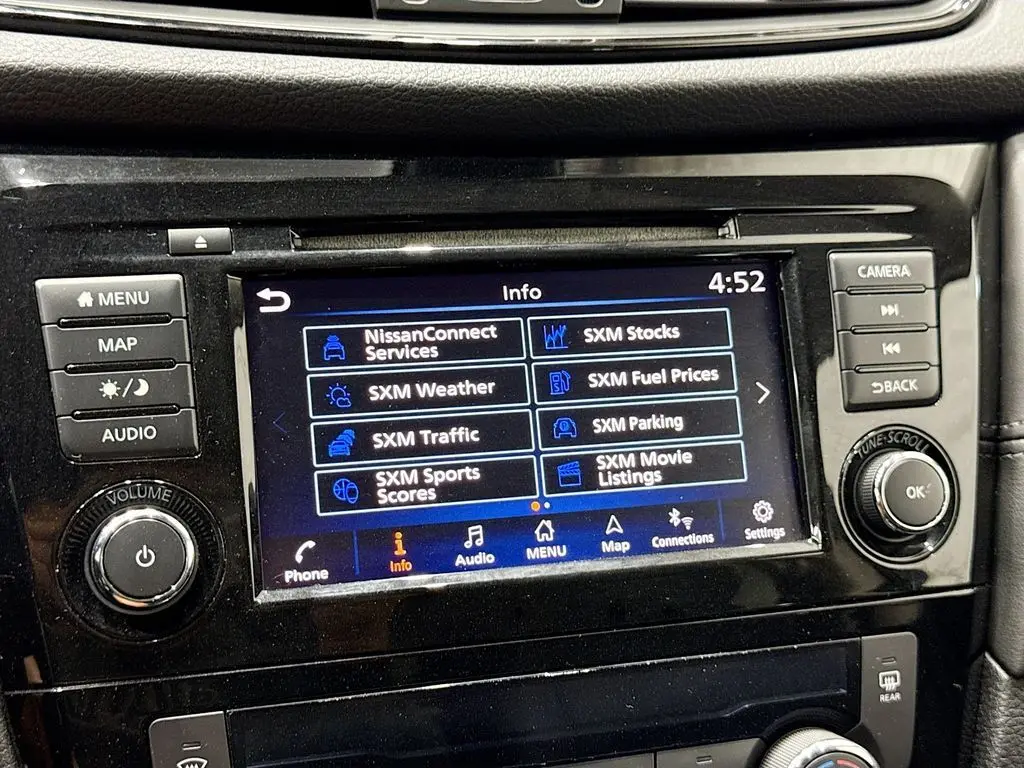 MENU
MAP
AUDIO
VOLUME
Info
4:52
NissanConnect
Services
SXM Stocks
SXM Weather
SXM Fuel Prices
SXM Traffic
SXM Parking
SXM Sports
Scores
SXM Movie
Listings
Phone
Info
Audio
MENU
Map
Connections
Settings
CAMERA
BACK
TUNE·SCROLL
OK
REAR